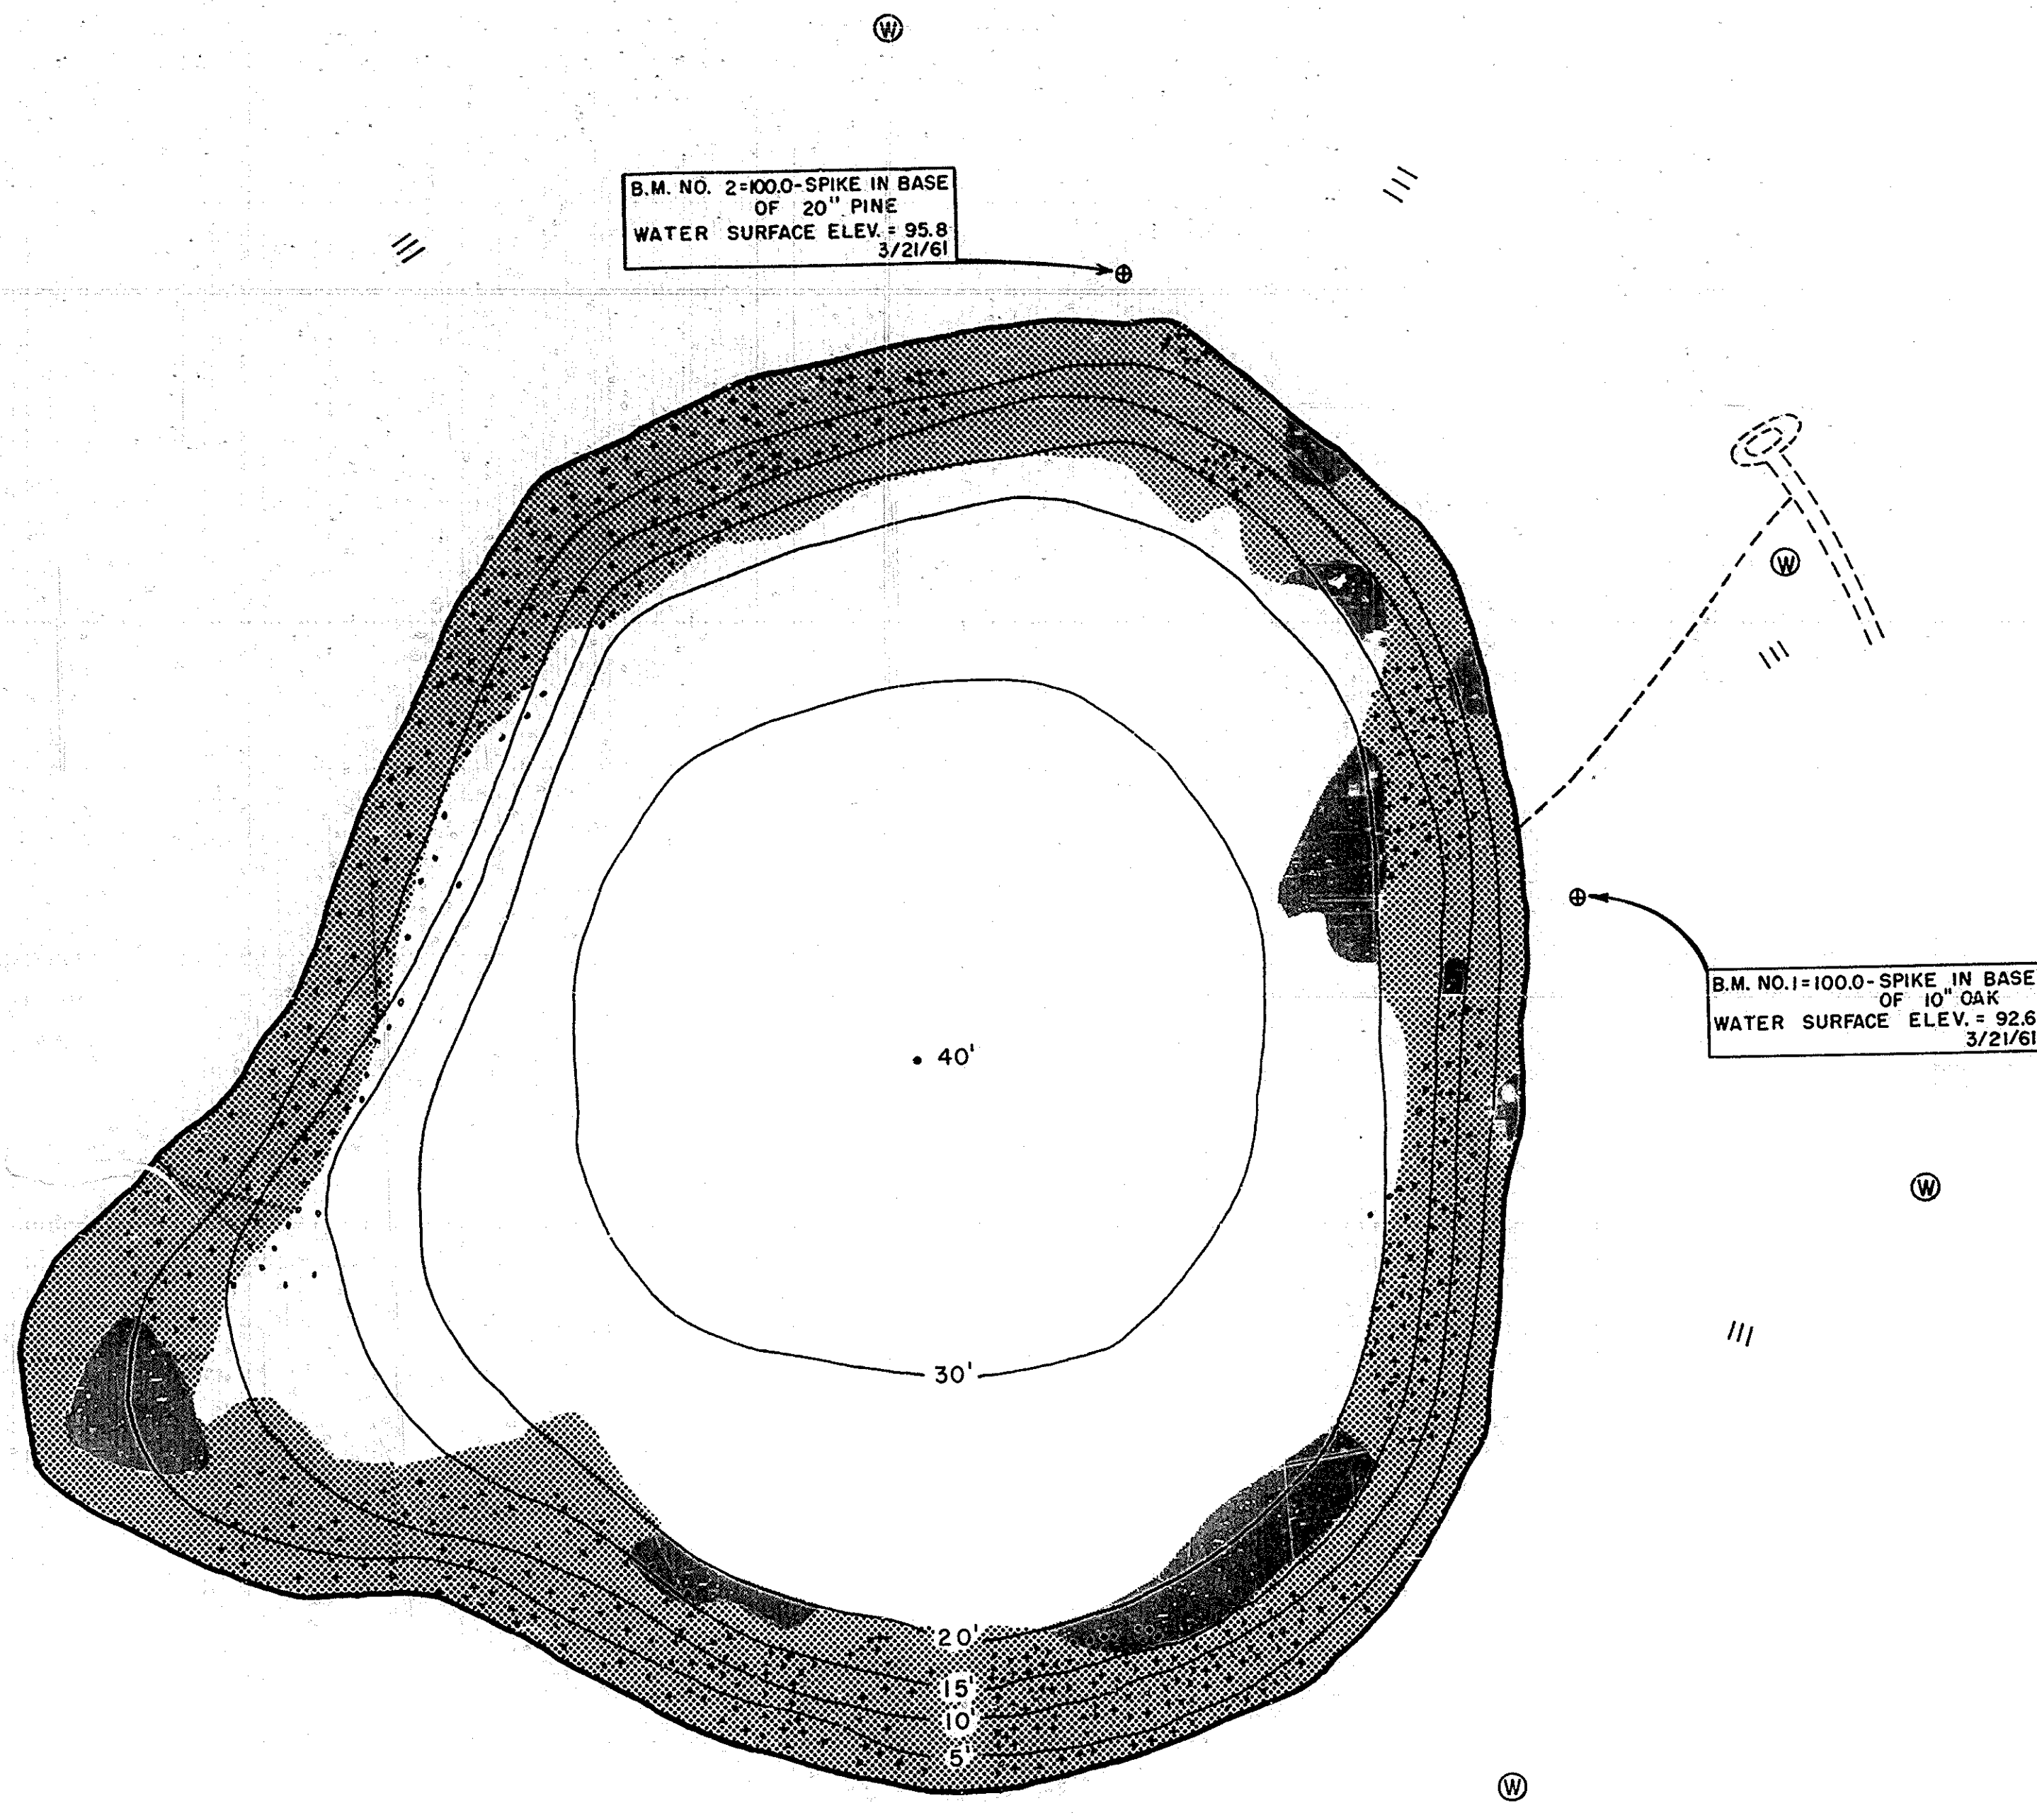 W
B.M. NO. 2=100.0-SPIKE IN BASE
OF 20" PINE
WATER SURFACE ELEV. = 95.8
3/21/61
W
B.M. NO.1=100.0-SPIKE IN BASE
OF 10" OAK
WATER SURFACE ELEV. = 92.6
3/21/61
40'
W
30'
20'
15'
10'
5'
W